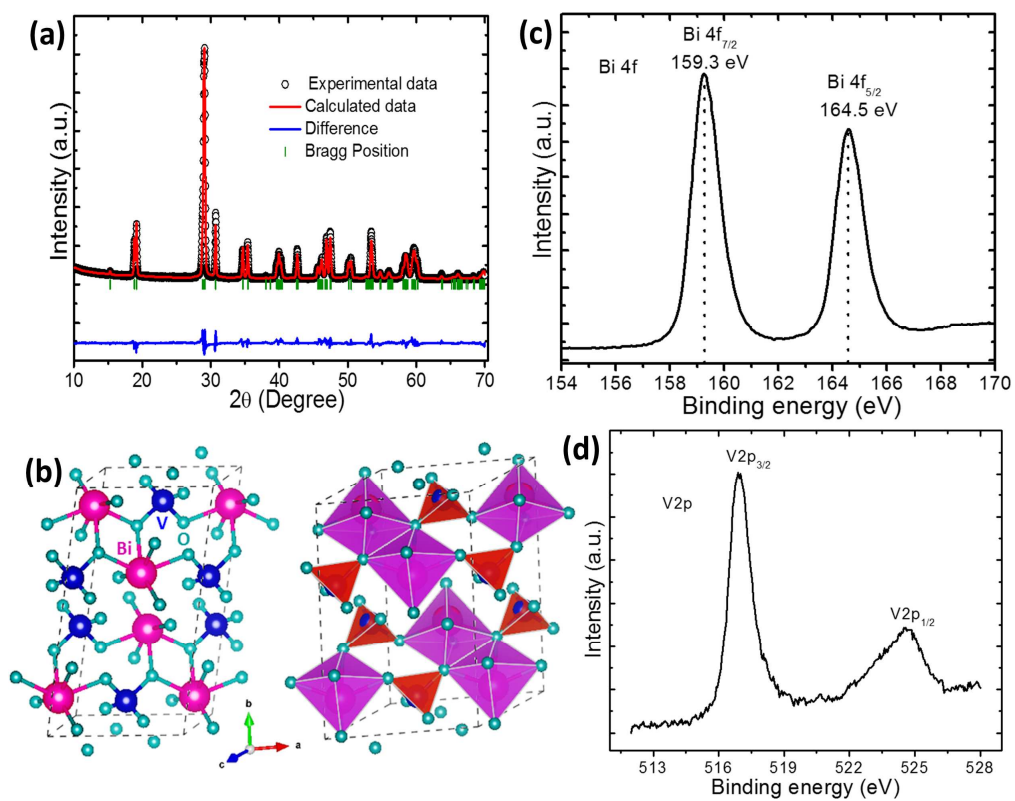 (a)
Intensity (a.u.)
Experimental data
Calculated data
Difference
Bragg Position
10 20 30 40 50 60 70
2θ (Degree)
(c)
Intensity (a.u.)
Bi 4f
Bi 4f7/2
159.3 eV
Bi 4f5/2
164.5 eV
154 156 158 160 162 164 166 168 170
Binding energy (eV)
(b)
V
O
Bi
b
a
c
(d)
Intensity (a.u.)
V2p
V2p3/2
V2p1/2
513 516 519 522 525 528
Binding energy (eV)